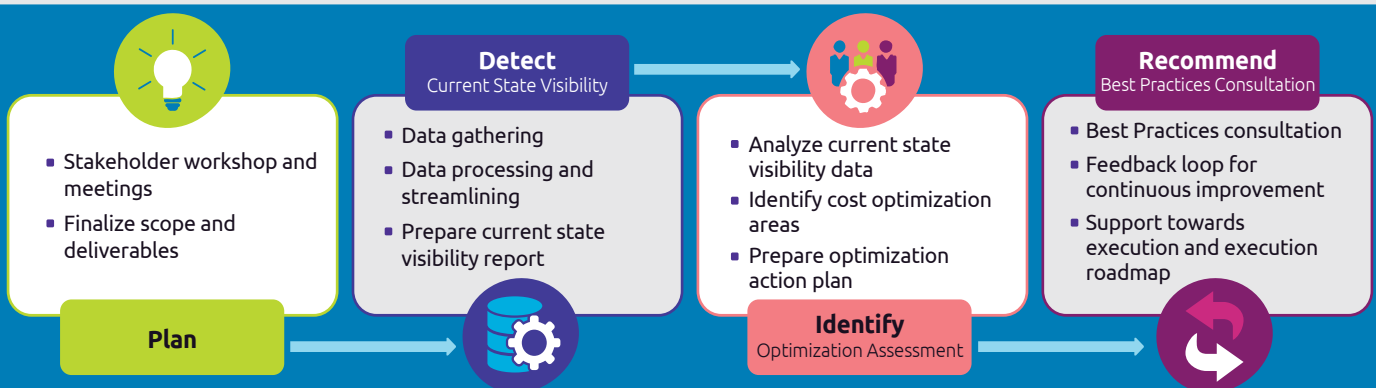 Stakeholder workshop and
meetings
Finalize scope and
deliverables
Plan
Detect
Current State Visibility
Data gathering
Data processing and
streamlining
Prepare current state
visibility report
Analyze current state
visibility data
Identify cost optimization
areas
Prepare optimization
action plan
Identify
Optimization Assessment
Recommend
Best Practices Consultation
Best Practices consultation
Feedback loop for
continuous improvement
Support towards
execution and execution
roadmap